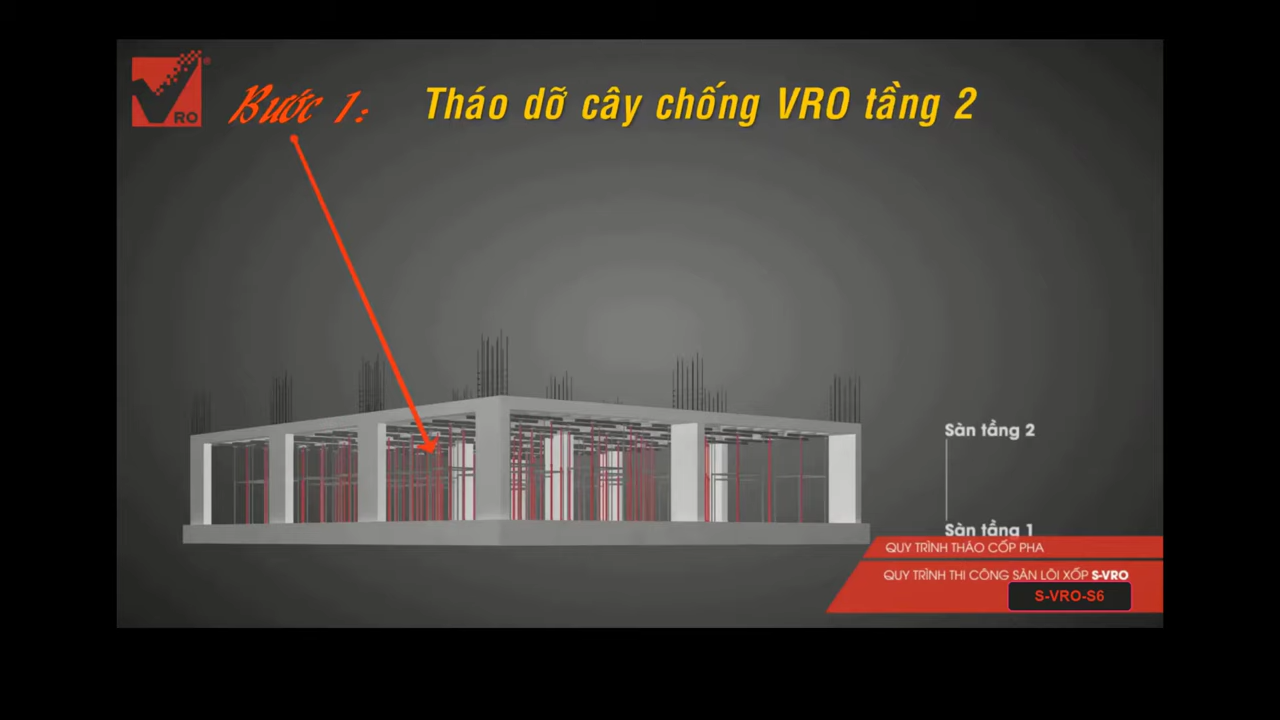 RO
Bước 1:
Tháo dỡ cây chống VRO tầng 2
Sàn tầng 2
Sàn tầng 1
QUY TRÌNH THÁO CỐP PHA
QUY TRÌNH THI CÔNG SÀN LÕI XỐP S-VRO
S-VRO-S6